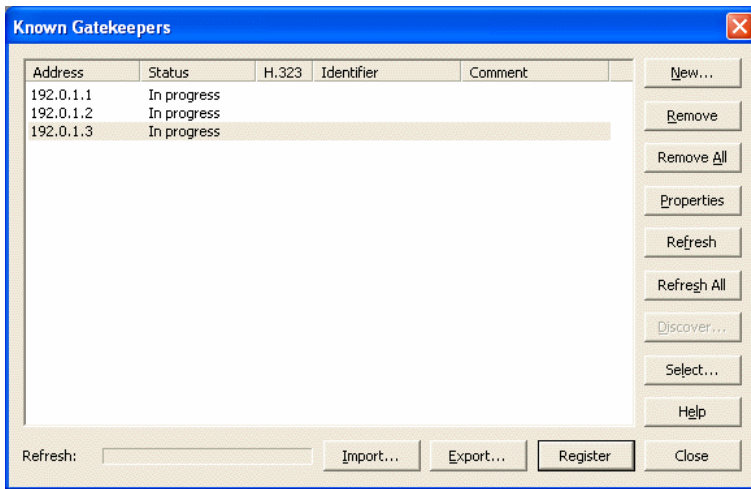 Known Gatekeepers
Address Status H.323 Identifier Comment
192.0.1.1 In progress
192.0.1.2 In progress
192.0.1.3 In progress
New...
Remove
Remove All
Properties
Refresh
Refresh All
Discover...
Select...
Help
Refresh: Import... Export... Register Close